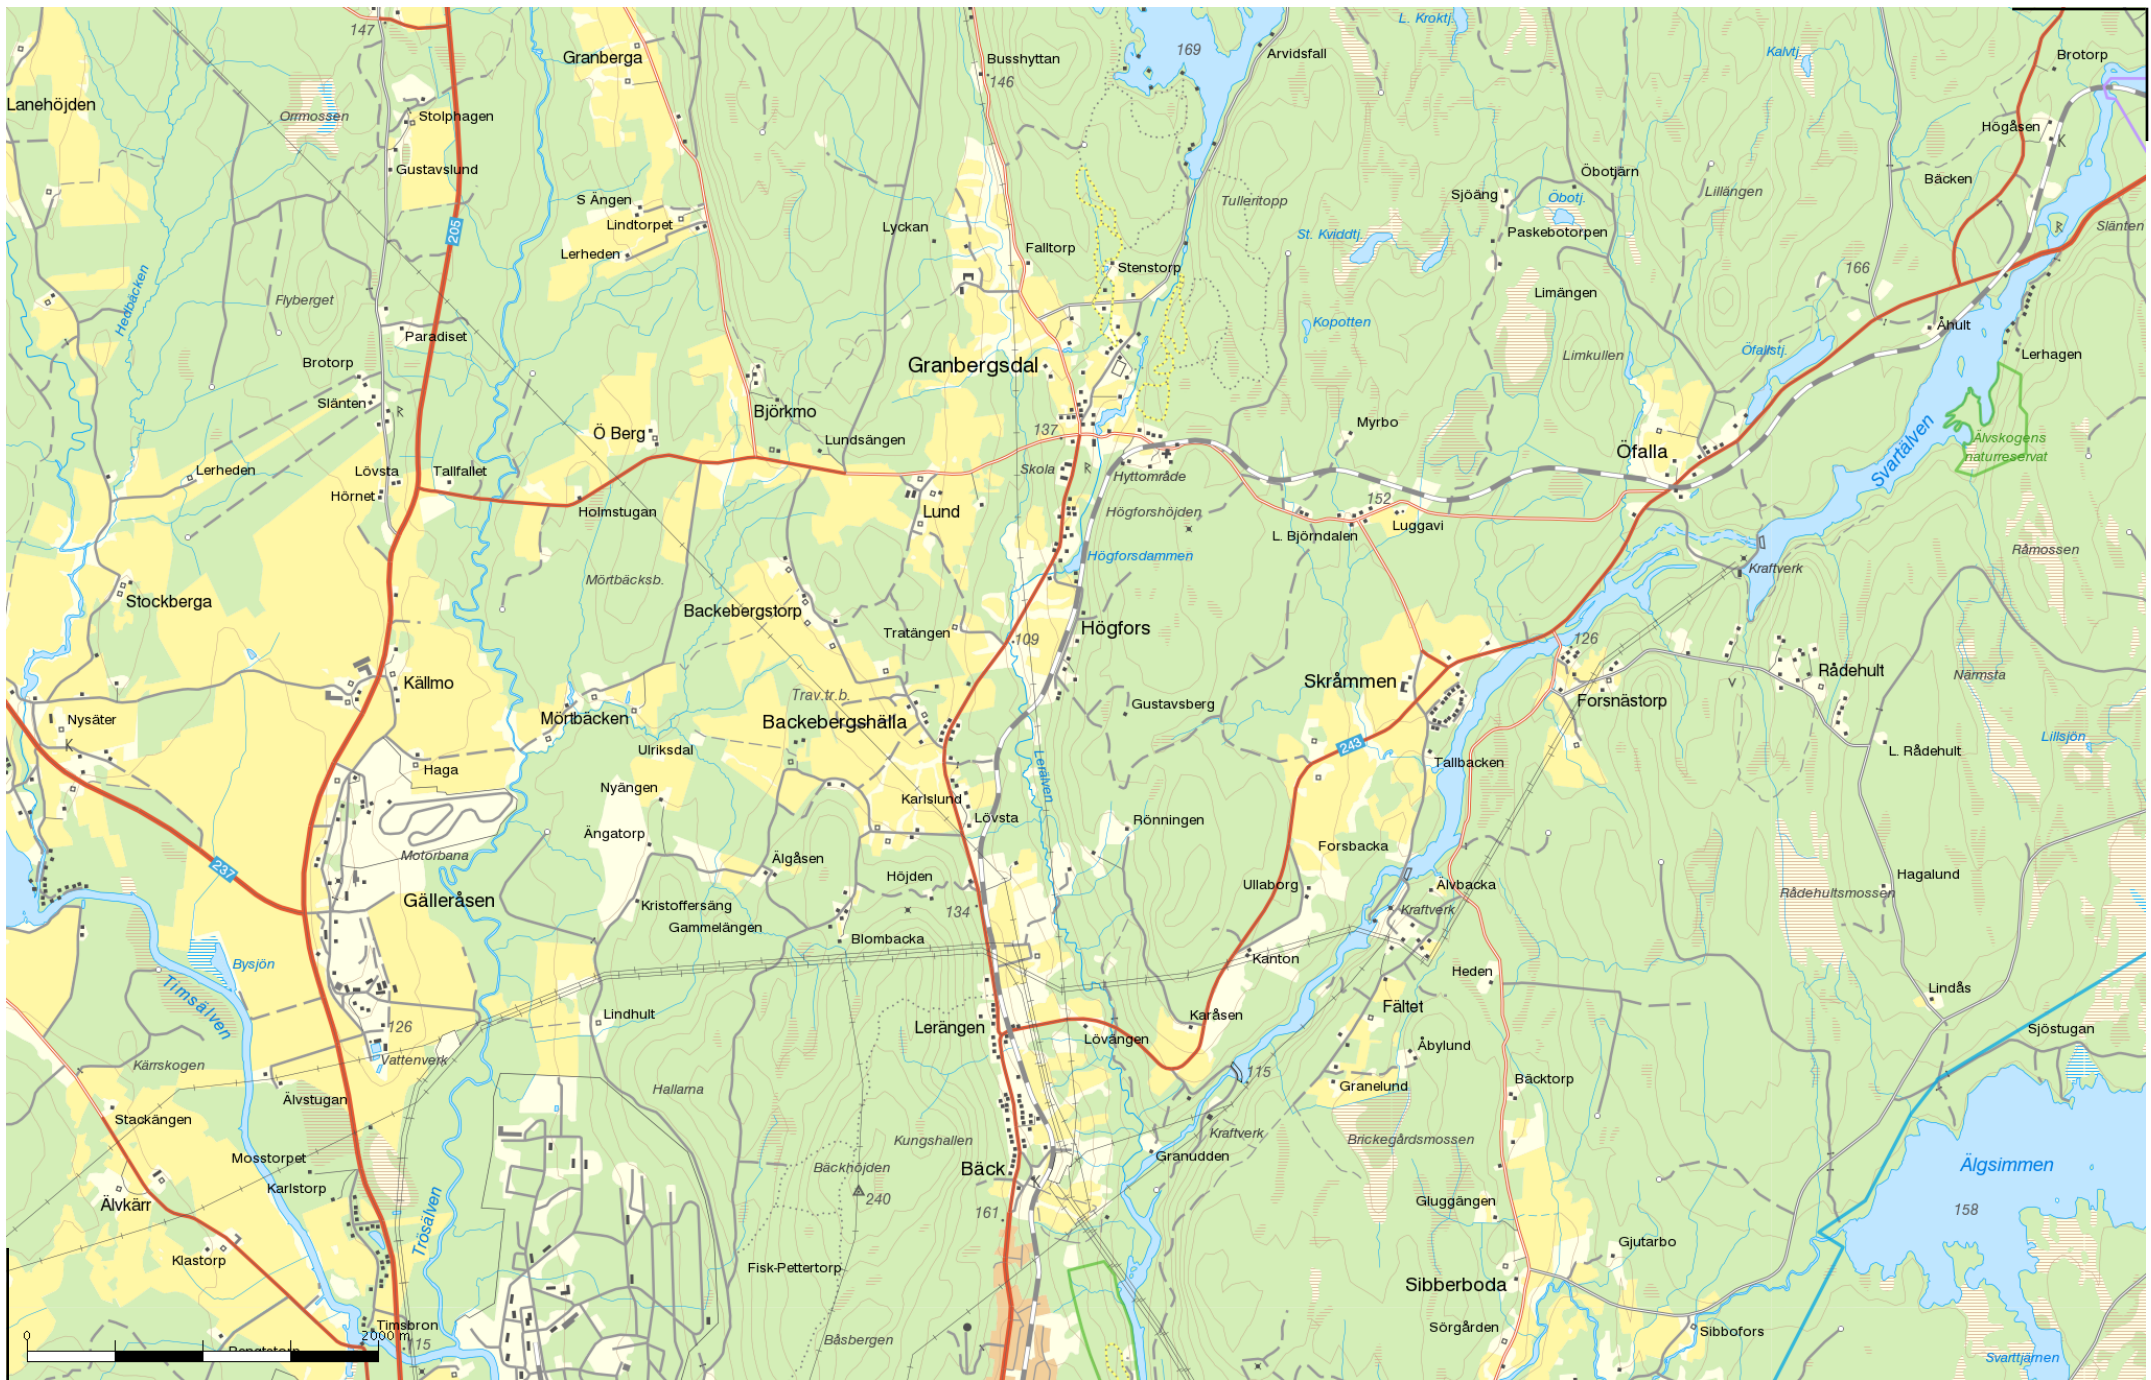 147
Granberga
Busshyttan
146
169
Arvidsfall
L. Kroktj.
Kalvtj.
Brotorp
Lanehöjden
Orrmossen
Stolphagen
Gustavslund
Högåsen
K
Bäcken
Öbotjärn
Sjöäng
Öbotj.
Lillängen
S Ängen
Lindtorpet
Lerheden
205
Lyckan
Falltorp
Tulleritopp
St. Kviddtj.
Paskebotorpen
R
Slänten
Hedbäcken
Flyberget
Stenstorp
Limängen
166
Paradiset
Kopotten
Åhult
Granbergsdal
Limkullen
Öfallstj.
Lerhagen
Brotorp
Slänten
R
Björkmo
Ö Berg
Lundsängen
137
Myrbo
Öfalla
Svartälven
Älvskogens
naturreservat
Lerheden
Lövsta
Tallfallet
Hörnet
Holmstugan
Skola
R
Hyttområde
Lund
Högforshöjden
152
Luggavi
L. Björndalen
Högforsdammen
Råmossen
Kraftverk
Mörtbäcksb.
Stockberga
Backebergstorp
Tratängen
109
Högfors
126
Källmo
Skråmmen
Rådehult
Närmsta
Forsnästorp
Nysäter
K
Mörtbäcken
Trav.tr.b.
Backebergshälla
Gustavsberg
243
Ulriksdal
Lillsjön
L. Rådehult
Haga
Tallbacken
Nyängen
Lerälven
Karlslund
Lövsta
Rönningen
Ängatorp
Motorbana
Älgåsen
Forsbacka
237
Höjden
Hagalund
Ullaborg
Älvbacka
Rådehultsmossen
Gälleråsen
Kristoffersäng
134
Kraftverk
Gammelängen
Blombacka
Kanton
Bysjön
Heden
Timsälven
Lindås
Fältet
Lindhult
Lerängen
Karåsen
126
Lövängen
Sjöstugan
Åbylund
Vattenverk
Kärrskogen
115
Granelund
Bäcktorp
Hallarna
Älvstugan
Stackängen
Kungshallen
Kraftverk
Brickegårdsmossen
Mosstorpet
Granudden
Bäckhöjden
Bäck
Älgsimmen
K
Karlstorp
240
Älvkärr
Gluggängen
158
161
Trösälven
Klastorp
Gjutarbo
Fisk-Pettertorp
Sibberboda
Timsbron
Sörgården
Sibbofors
0
2000 m
115
Båsbergen
Svarttjärnen